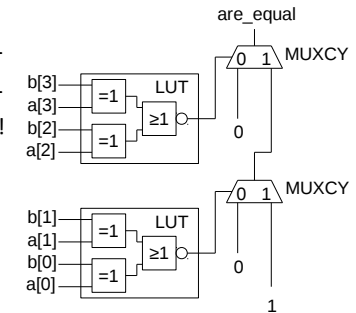 are_equal
0 1 MUXCY
b[3]
a[3]
b[2]
a[2]
=1
=1
≥1
LUT
0
!
0 1 MUXCY
b[1]
a[1]
b[0]
a[0]
=1
=1
≥1
LUT
0
1